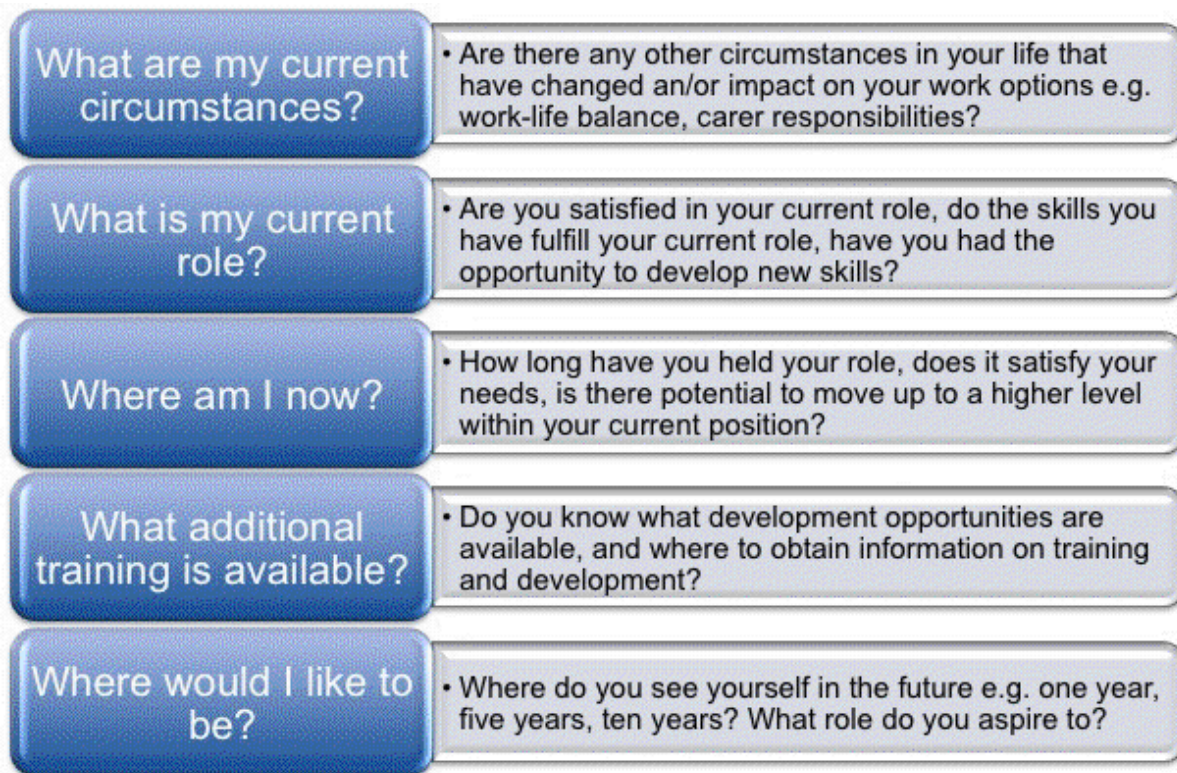 What are my current
circumstances?
• Are there any other circumstances in your life that
have changed an/or impact on your work options e.g.
work-life balance, carer responsibilities?
What is my current
role?
• Are you satisfied in your current role, do the skills you
have fulfill your current role, have you had the
opportunity to develop new skills?
Where am I now?
• How long have you held your role, does it satisfy your
needs, is there potential to move up to a higher level
within your current position?
What additional
training is available?
• Do you know what development opportunities are
available, and where to obtain information on training
and development?
Where would I like to
be?
• Where do you see yourself in the future e.g. one year,
five years, ten years? What role do you aspire to?